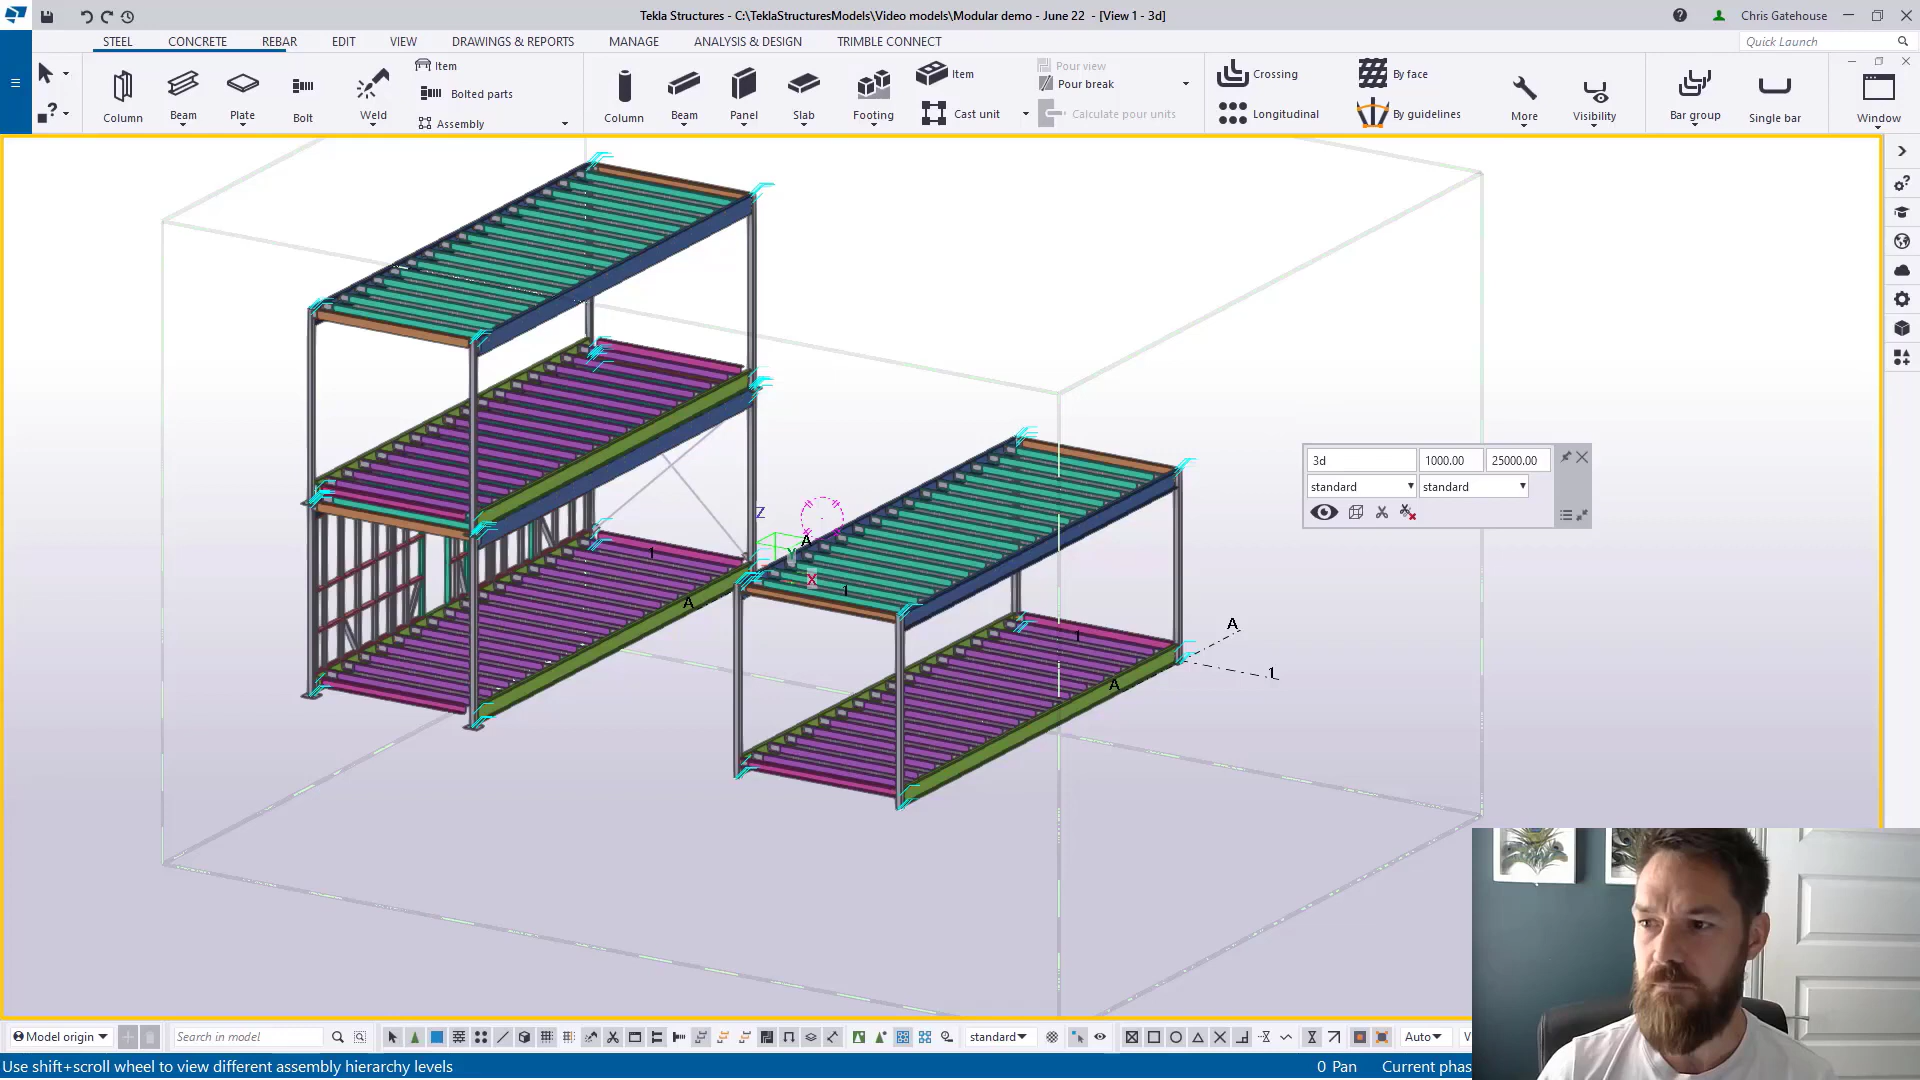 Tekla Structures - C:\TeklaStructuresModels\Video models\Modular demo - June 22 - [View 1 - 3d]
Chris Gatehouse
STEEL CONCRETE REBAR EDIT VIEW DRAWINGS & REPORTS MANAGE ANALYSIS & DESIGN TRIMBLE CONNECT
Quick Launch
Column
Beam
Plate
Bolt
Weld
Item
Bolted parts
Assembly
Column
Beam
Panel
Slab
Footing
Item
Cast unit
Pour view
Pour break
Calculate pour units
Crossing
Longitudinal
By face
By guidelines
More
Visibility
Bar group
Single bar
Window
3d 1000.00 25000.00
standard standard
Z
A
Y
X
1
1
A
1
A
A
1
Model origin
Search in model
standard
Auto
V
Use shift+scroll wheel to view different assembly hierarchy levels
0 Pan
Current phas